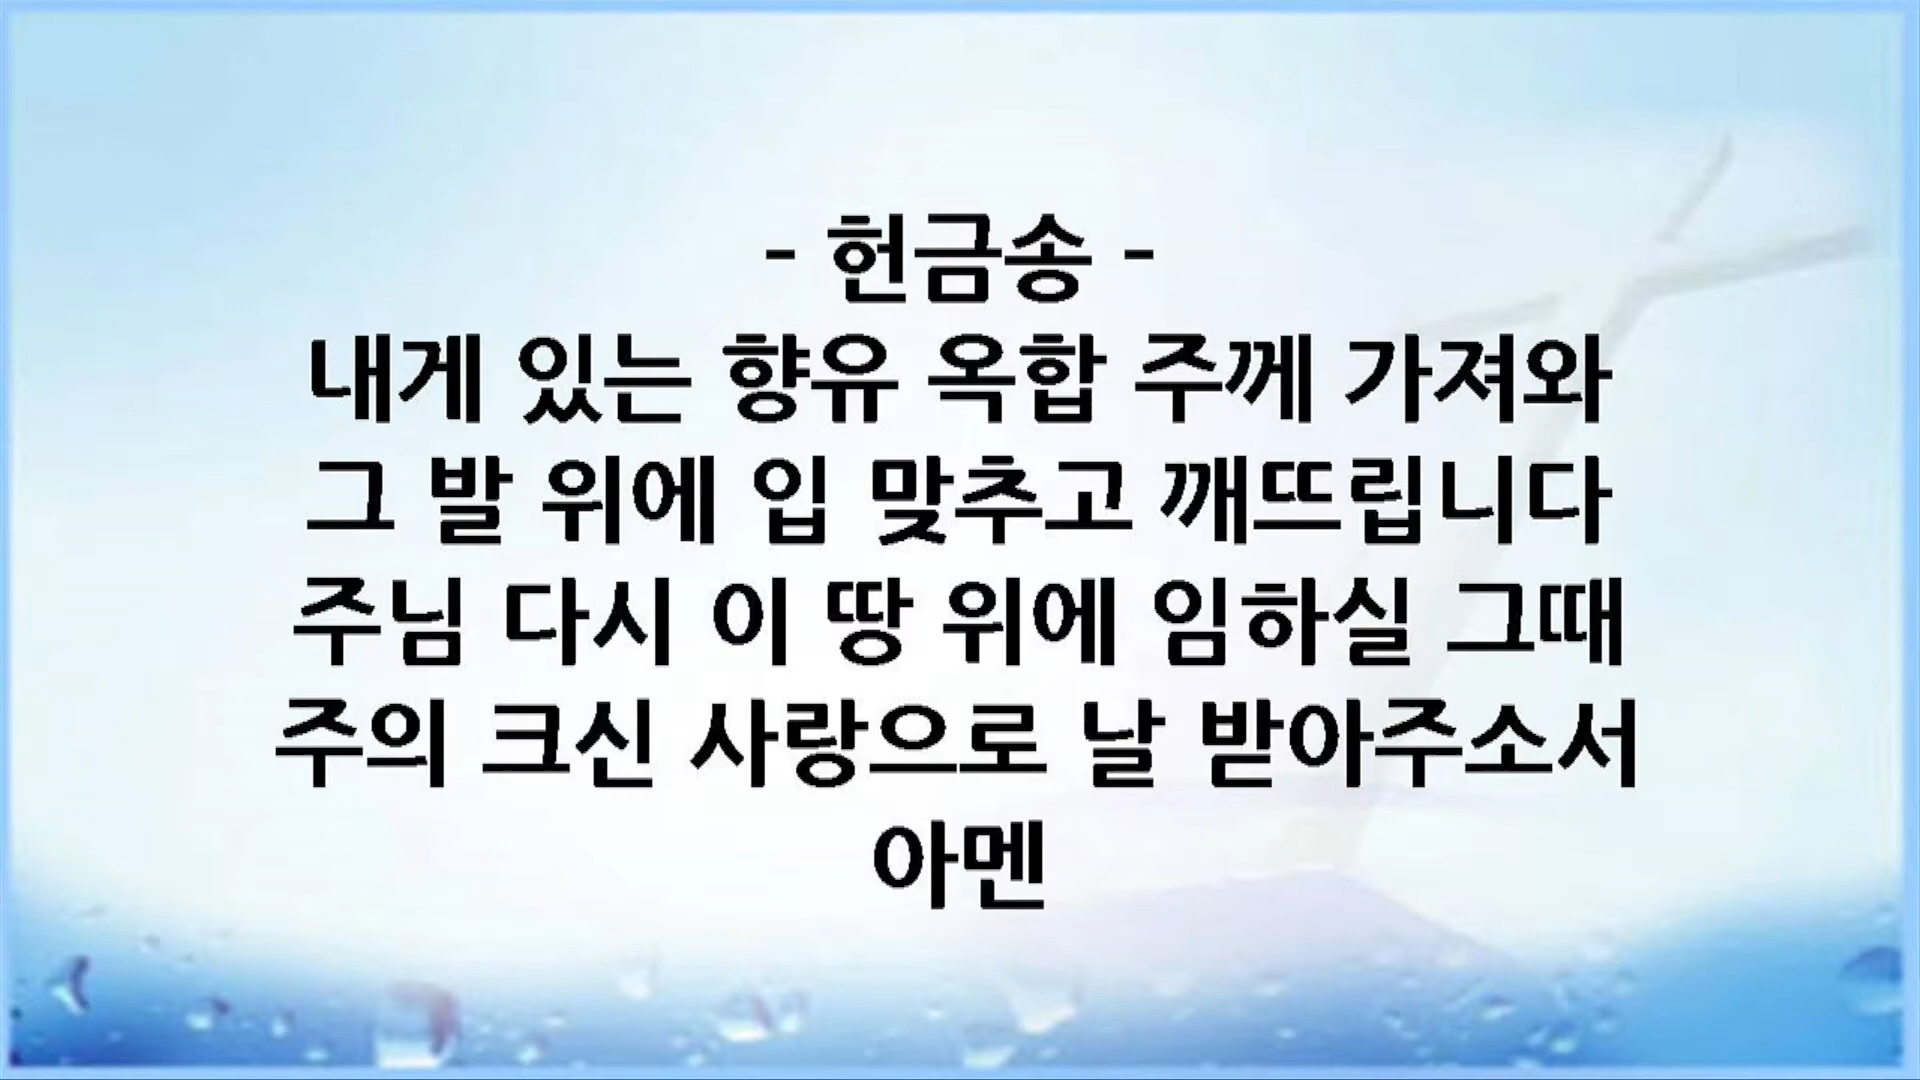 - 헌금송 -
내게 있는 향유 옥합 주께 가져와
그 발 위에 입 맞추고 깨뜨립니다
주님 다시 이 땅 위에 임하실 그때
주의 크신 사랑으로 날 받아주소서
아멘